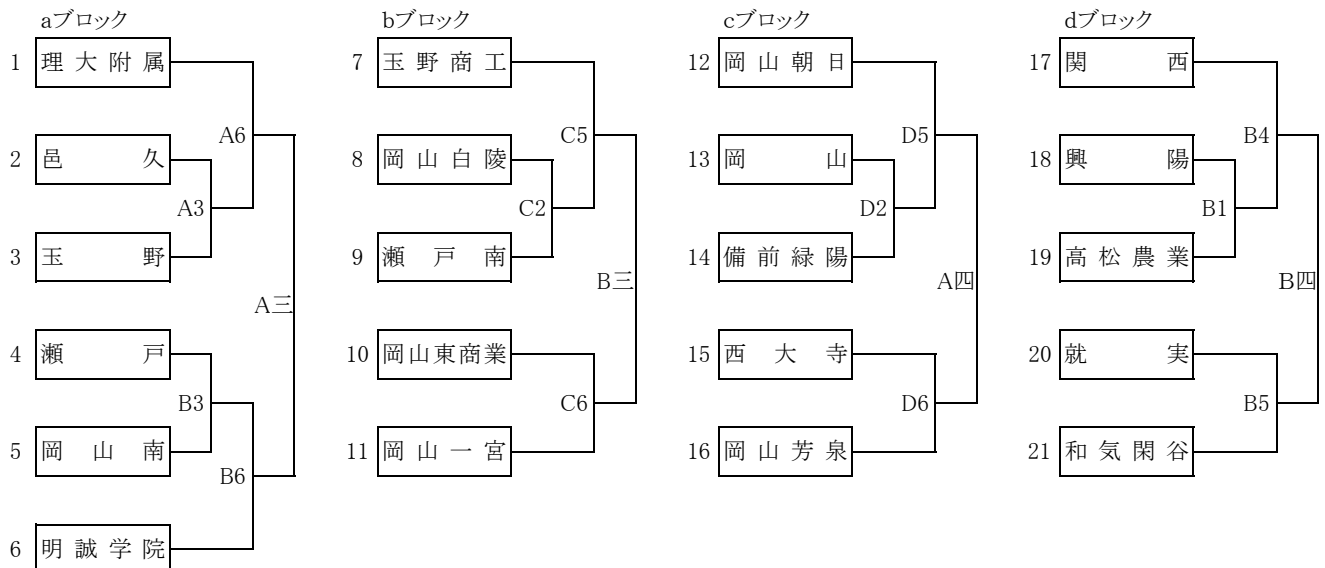 aブロック bブロック cブロック dブロック
1 理大附属 7 玉野商工 12 岡山朝日 17 関西
A6 C5 D5 B4
2 邑久 8 岡山白陵 13 岡山 18 興陽
A3 C2 D2 B1
3 玉野 9 瀬戸南 14 備前緑陽 19 高松農業
A三 B三 A四 B四
4 瀬戸 10 岡山東商業 15 西大寺 20 就実
B3 C6 D6 B5
5 岡山南 11 岡山一宮 16 岡山芳泉 21 和気閑谷
B6
6 明誠学院